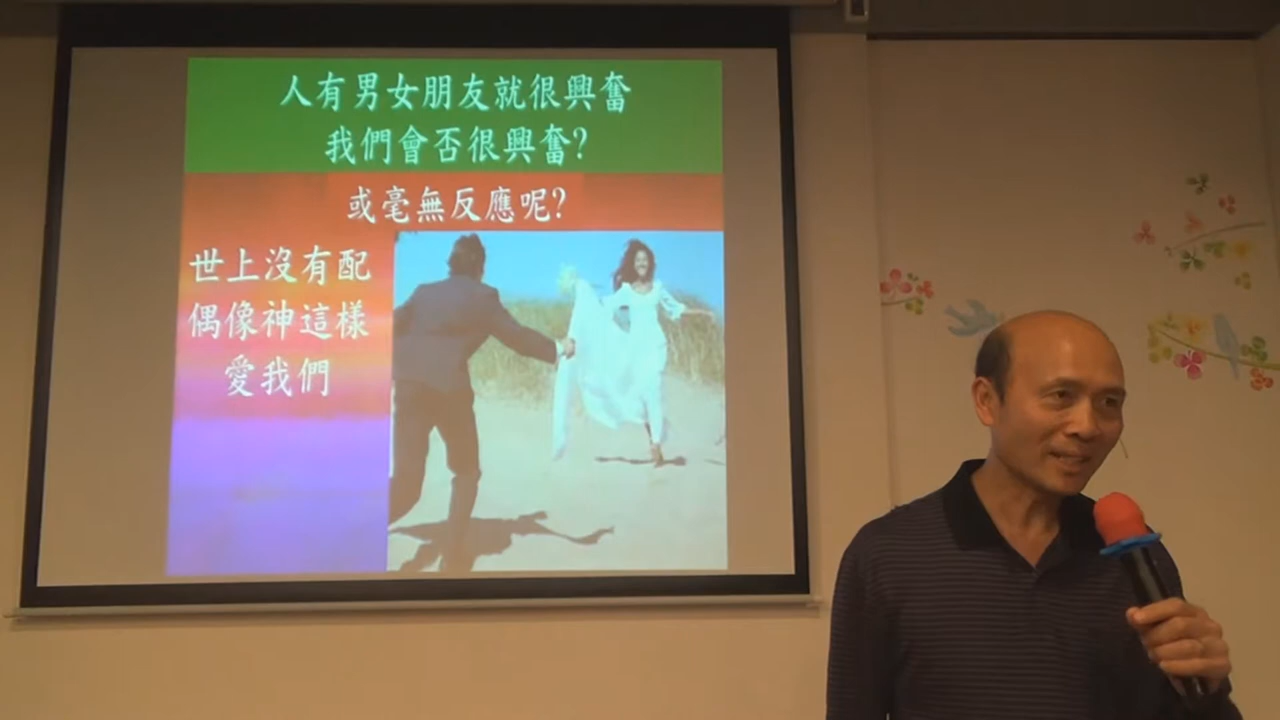 人有男女朋友就很興奮
我們會否很興奮?
或毫無反應呢?
世上沒有配
偶像神這樣
愛我們